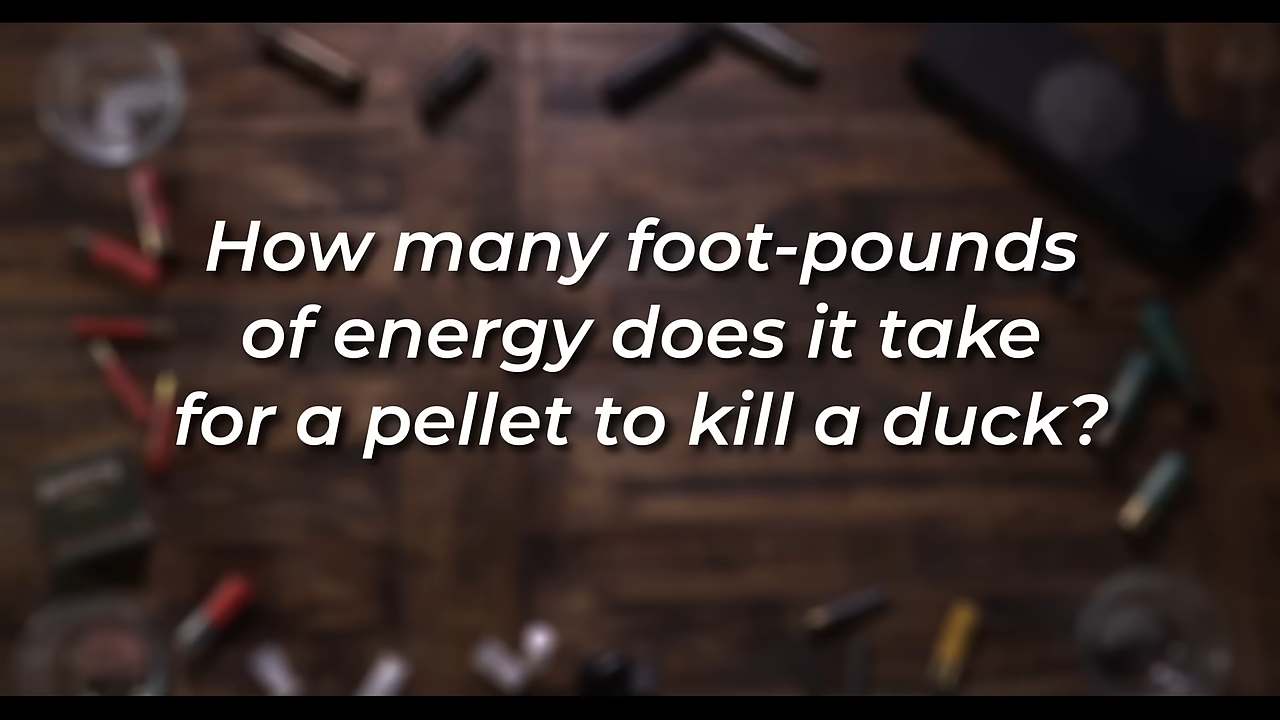 How many foot-pounds
of energy does it take
for a pellet to kill a duck?